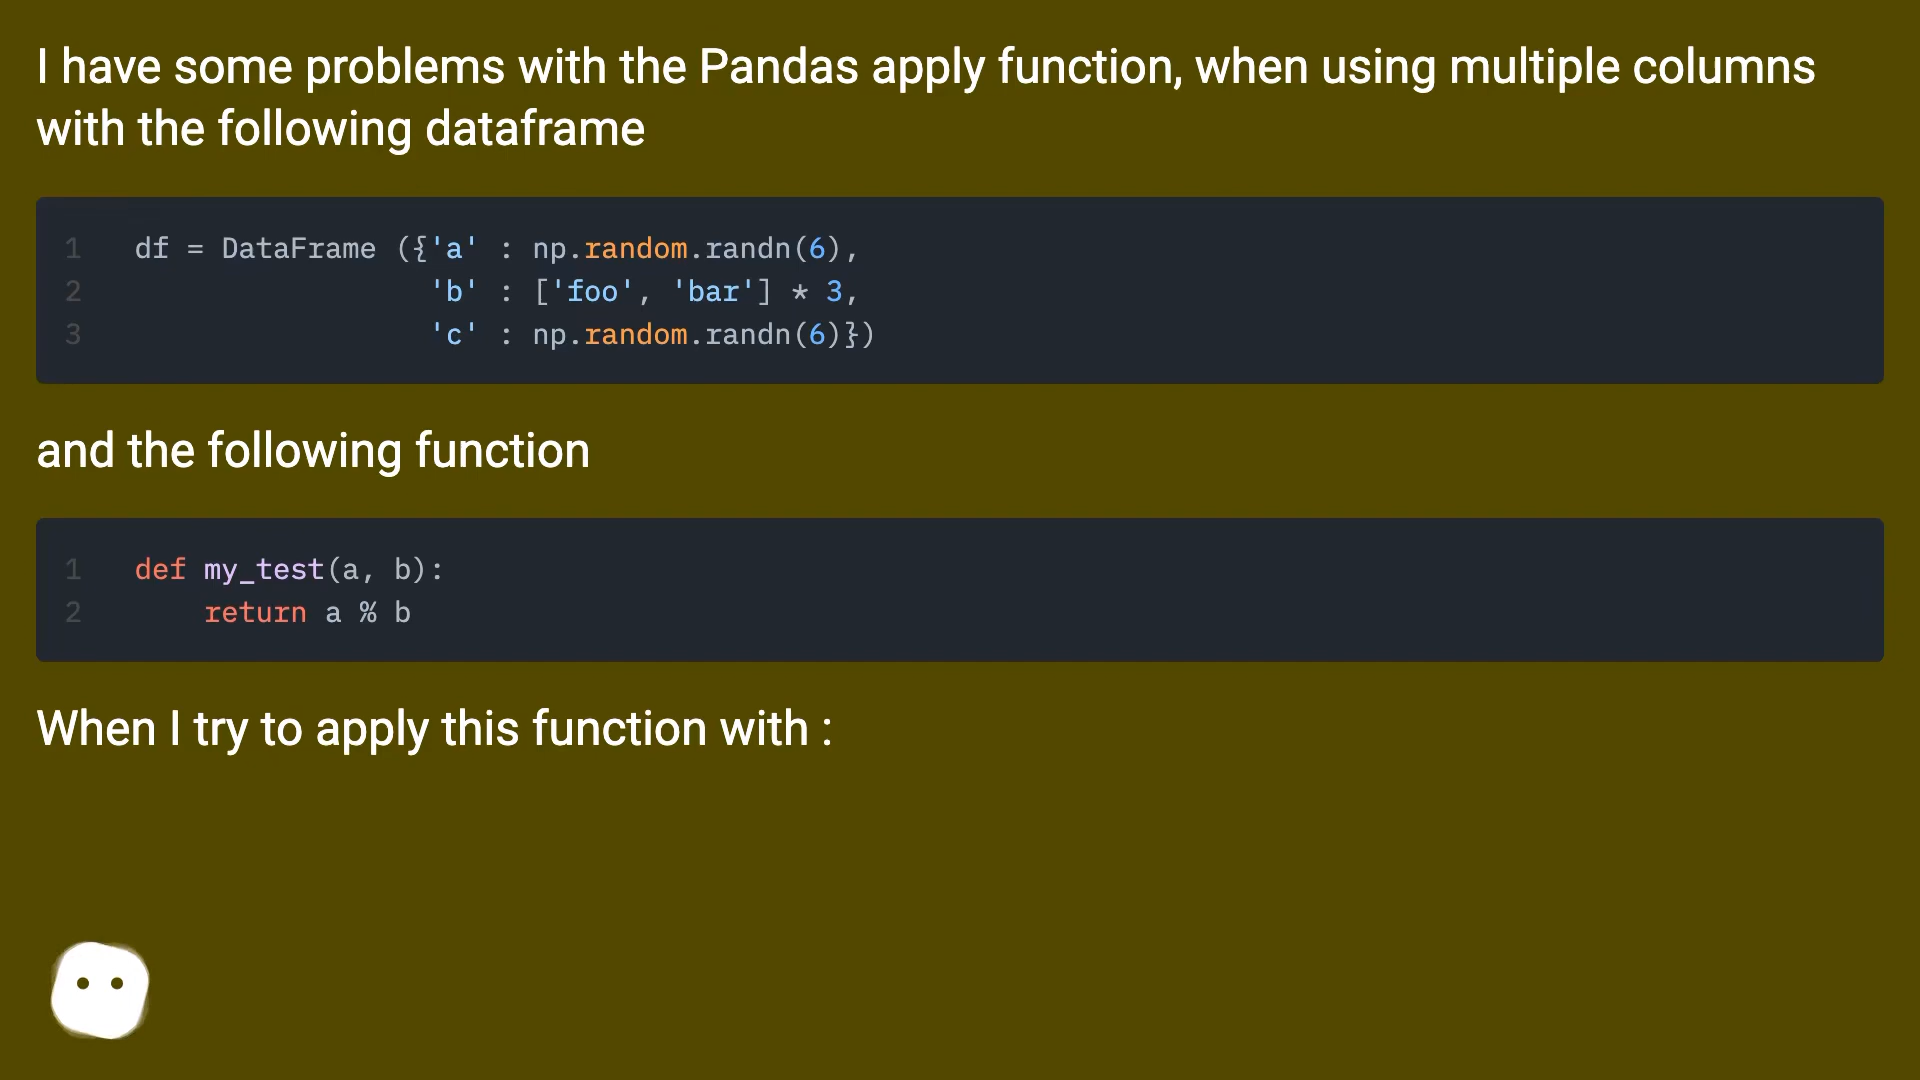 I have some problems with the Pandas apply function, when using multiple columns
with the following dataframe
1 df = DataFrame ({'a' : np.random.randn(6),
2                  'b' : ['foo', 'bar'] * 3,
3                  'c' : np.random.randn(6)})
and the following function
1 def my_test(a, b):
2     return a % b
When I try to apply this function with :